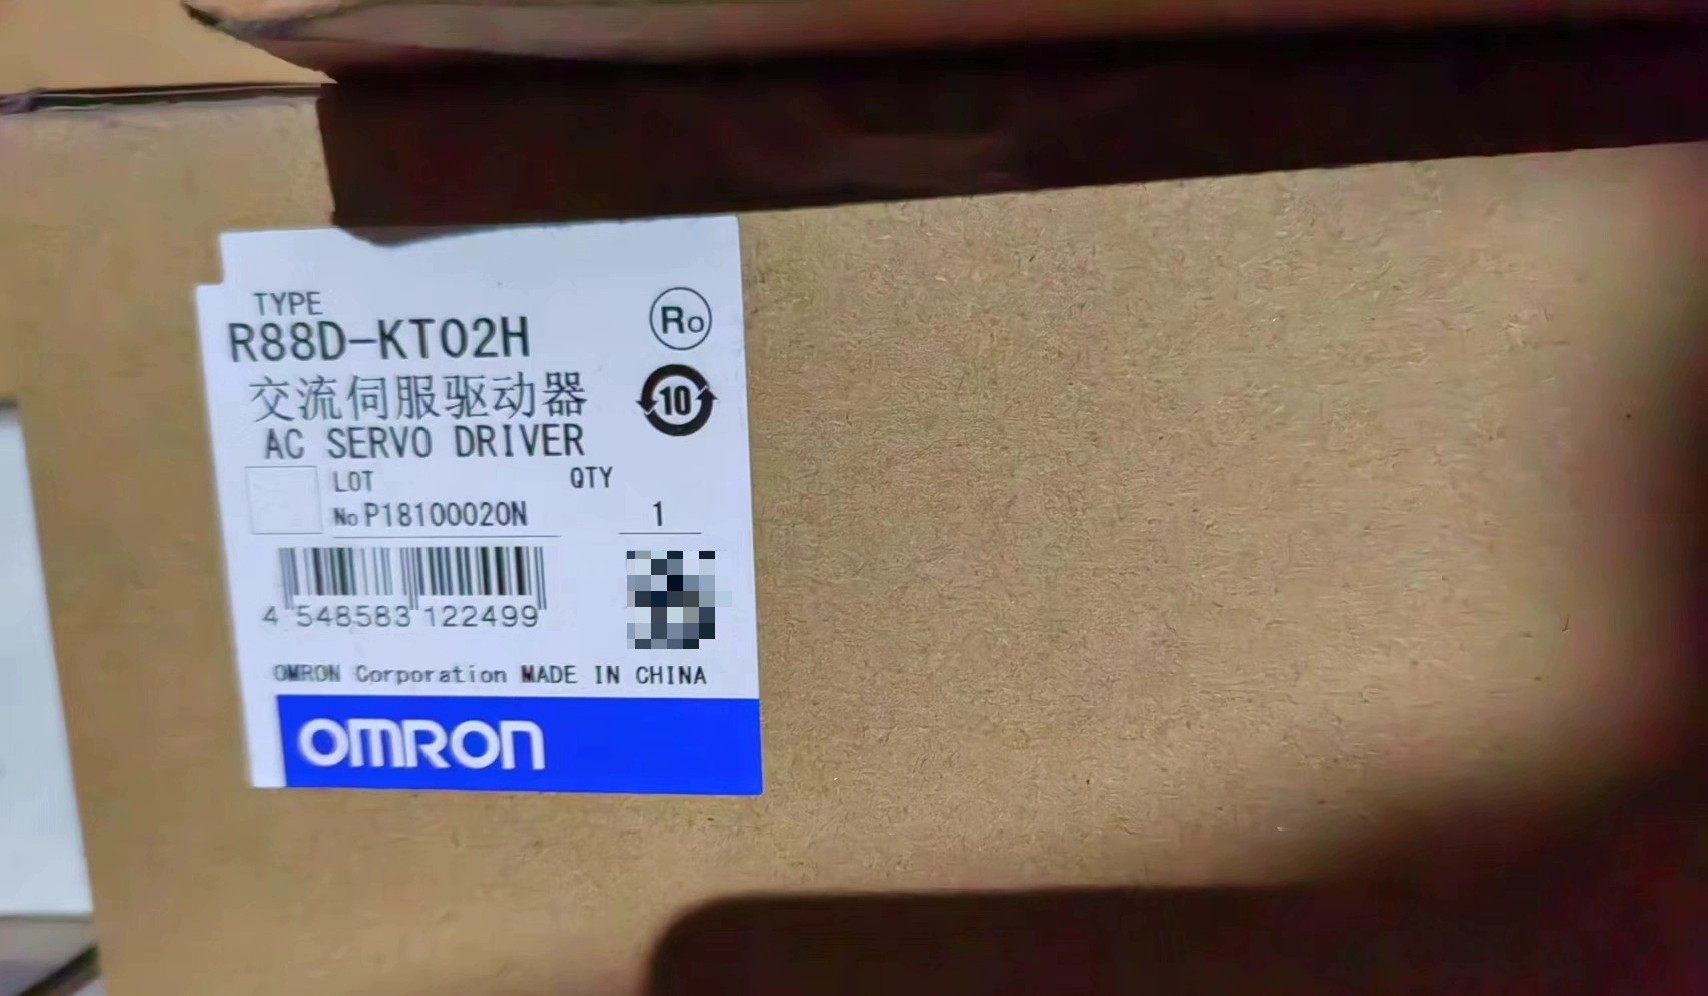 TYPE
R88D-KT02H
Ro
交流伺服驱动器
10
AC SERVO DRIVER
LOT QTY
No P18100020N 1
4 548583 122499
OMRON Corporation MADE IN CHINA
OMRON